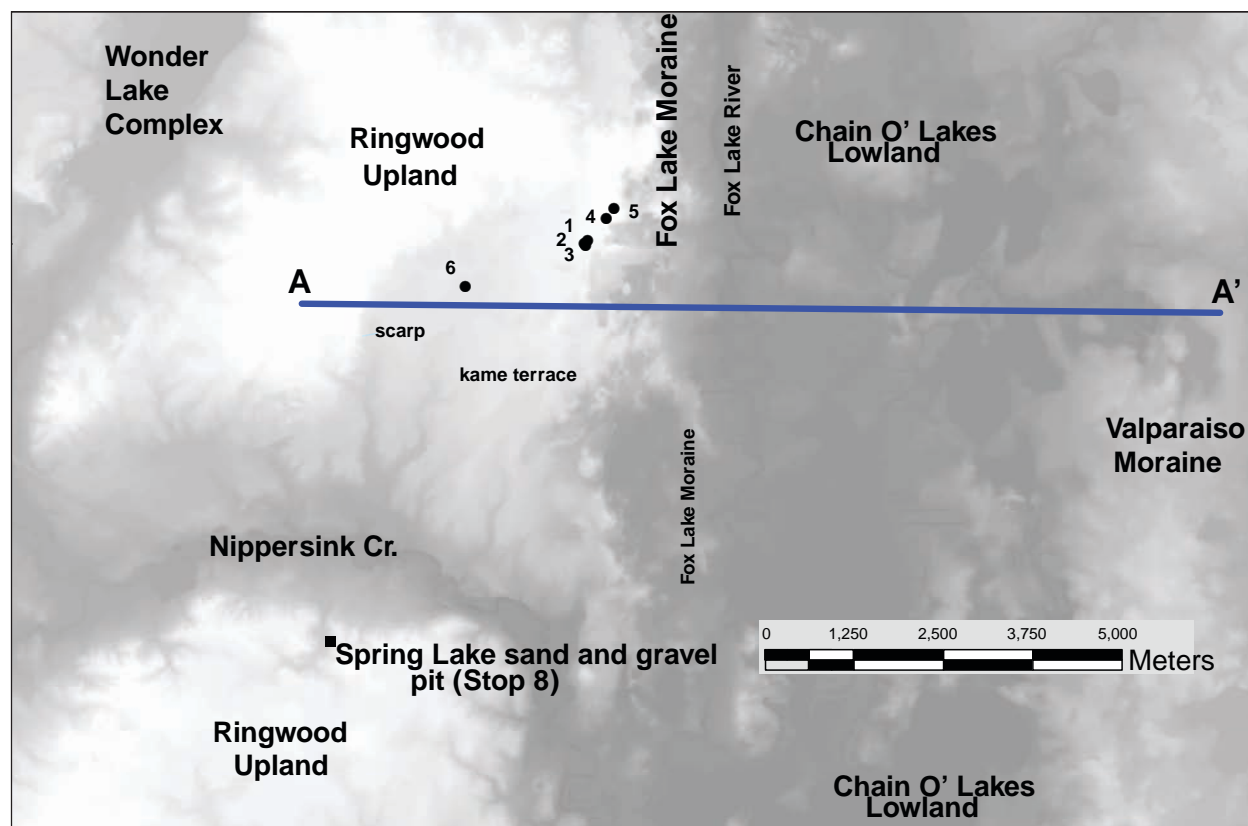 Wonder
Lake
Complex
Ringwood
Upland
Fox Lake Moraine
Fox Lake River
Chain O' Lakes
Lowland
1
4
5
2
3
6
A
A'
scarp
kame terrace
Valparaiso
Moraine
Fox Lake Moraine
Nippersink Cr.
Spring Lake sand and gravel
pit (Stop 8)
0 1,250 2,500 3,750 5,000
Meters
Ringwood
Upland
Chain O' Lakes
Lowland